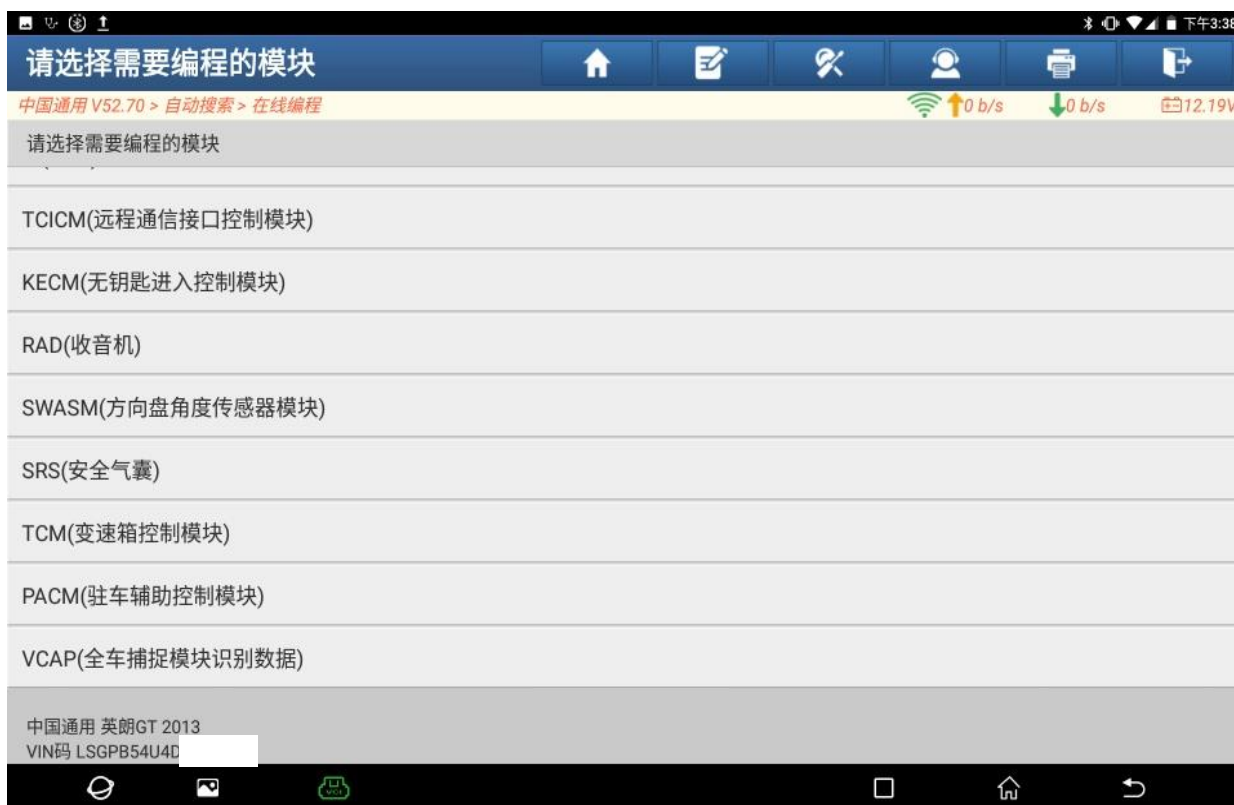 下午3:38
请选择需要编程的模块
中国通用 V52.70 > 自动搜索 > 在线编程
0 b/s
0 b/s
12.19V
请选择需要编程的模块
TCICM(远程通信接口控制模块)
KECM(无钥匙进入控制模块)
RAD(收音机)
SWASM(方向盘角度传感器模块)
SRS(安全气囊)
TCM(变速箱控制模块)
PACM(驻车辅助控制模块)
VCAP(全车捕捉模块识别数据)
中国通用 英朗GT 2013
VIN码 LSGPB54U4D
VCI